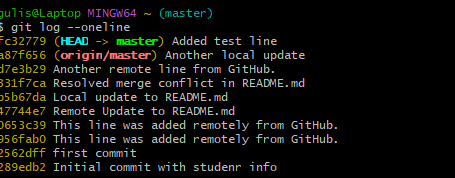 gulis@Laptop MINGW64 ~ (master)
$ git log --oneline
fc32779 (HEAD -> master) Added test line
a87f656 (origin/master) Another local update
d7e3b29 Another remote line from GitHub.
331f7ca Resolved merge conflict in README.md
b5b67da Local update to README.md
47744e7 Remote Update to README.md
0653c39 This line was added remotely from GitHub.
956fab0 This line was added remotely from GitHub.
2562dff first commit
289edb2 Initial commit with studenr info